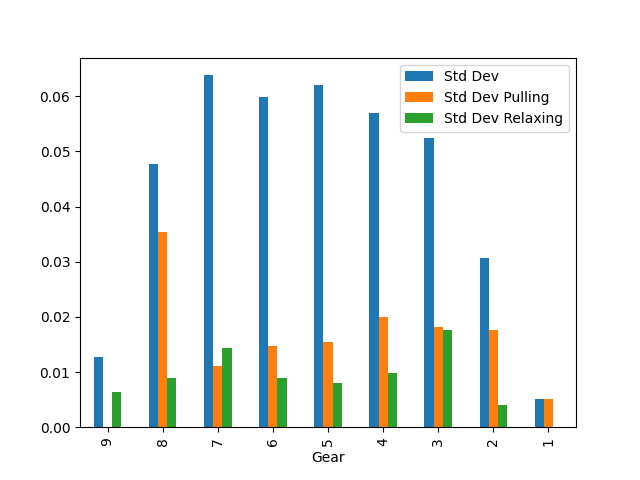 Std Dev
Std Dev Pulling
Std Dev Relaxing
0.06
0.05
0.04
0.03
0.02
0.01
0.00
9 8 7 6 5 4 3 2 1
Gear